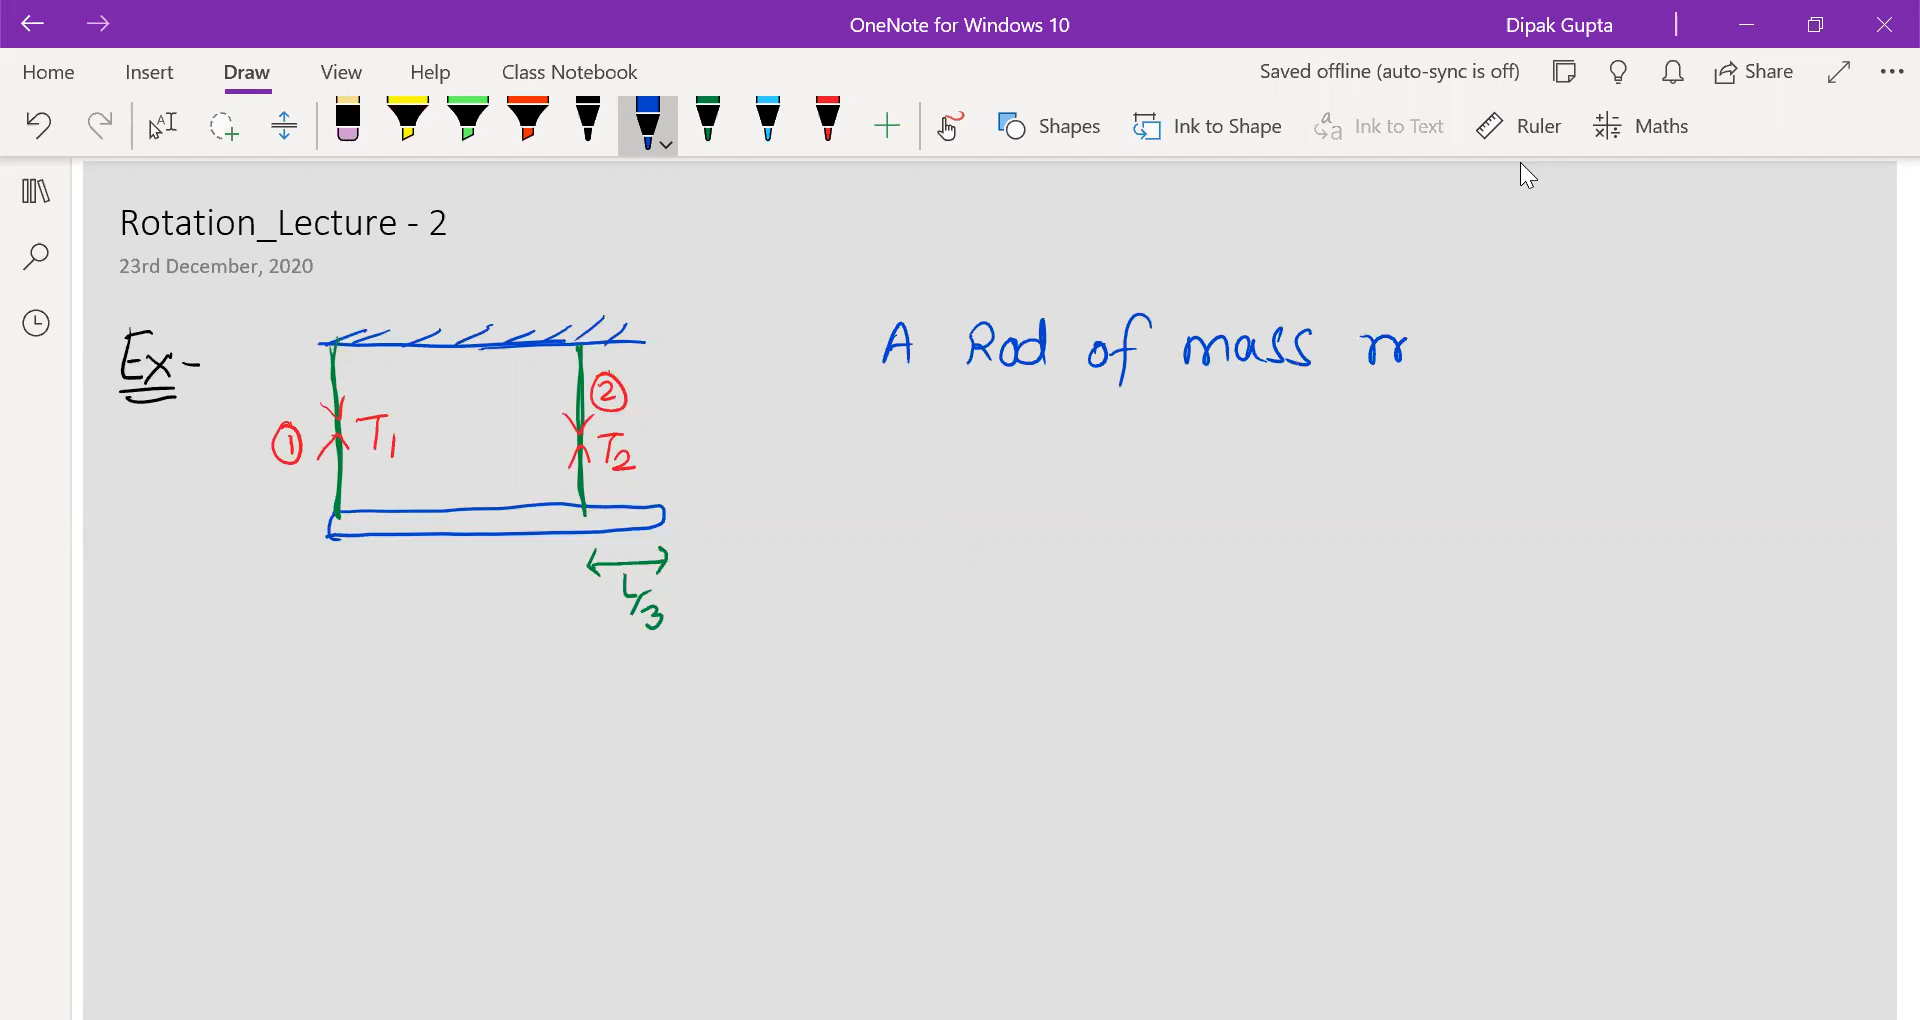 OneNote for Windows 10
Dipak Gupta
Home Insert Draw View Help Class Notebook
Saved offline (auto-sync is off) Share
Shapes Ink to Shape Ink to Text Ruler Maths
Rotation_Lecture - 2
23rd December, 2020
Ex-
① T1
② T2
L/3
A Rod of mass